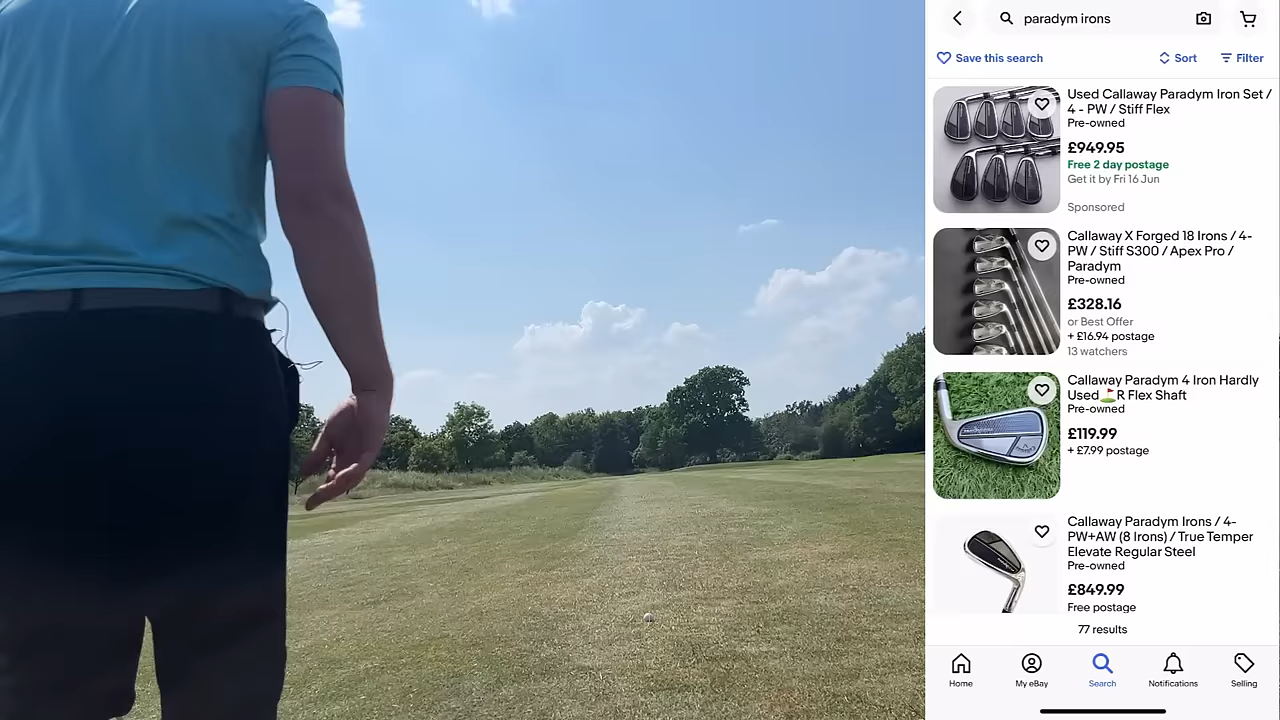 paradym irons
Save this search
Sort
Filter
Used Callaway Paradym Iron Set /
4 - PW / Stiff Flex
Pre-owned
£949.95
Free 2 day postage
Get it by Fri 16 Jun
Sponsored
Callaway X Forged 18 Irons / 4-
PW / Stiff S300 / Apex Pro /
Paradym
Pre-owned
£328.16
or Best Offer
+ £16.94 postage
13 watchers
Callaway Paradym 4 Iron Hardly
Used⛳R Flex Shaft
Pre-owned
£119.99
+ £7.99 postage
Callaway Paradym Irons / 4-
PW+AW (8 Irons) / True Temper
Elevate Regular Steel
Pre-owned
£849.99
Free postage
77 results
Home
My eBay
Search
Notifications
Selling